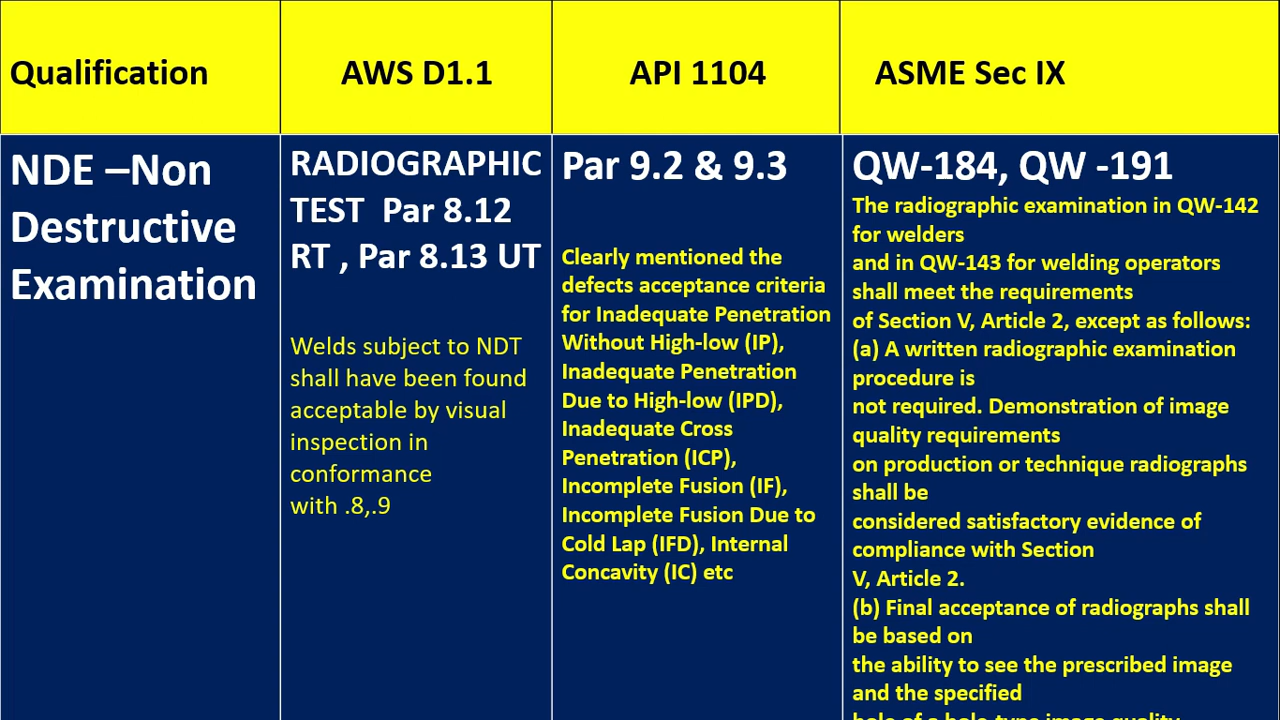 Qualification
AWS D1.1
API 1104
ASME Sec IX
NDE –Non
Destructive
Examination
RADIOGRAPHIC
TEST Par 8.12
RT , Par 8.13 UT
Welds subject to NDT
shall have been found
acceptable by visual
inspection in
conformance
with .8,.9
Par 9.2 & 9.3
Clearly mentioned the
defects acceptance criteria
for Inadequate Penetration
Without High-low (IP),
Inadequate Penetration
Due to High-low (IPD),
Inadequate Cross
Penetration (ICP),
Incomplete Fusion (IF),
Incomplete Fusion Due to
Cold Lap (IFD), Internal
Concavity (IC) etc
QW-184, QW -191
The radiographic examination in QW-142
for welders
and in QW-143 for welding operators
shall meet the requirements
of Section V, Article 2, except as follows:
(a) A written radiographic examination
procedure is
not required. Demonstration of image
quality requirements
on production or technique radiographs
shall be
considered satisfactory evidence of
compliance with Section
V, Article 2.
(b) Final acceptance of radiographs shall
be based on
the ability to see the prescribed image
and the specified
hole of a hole-type image quality